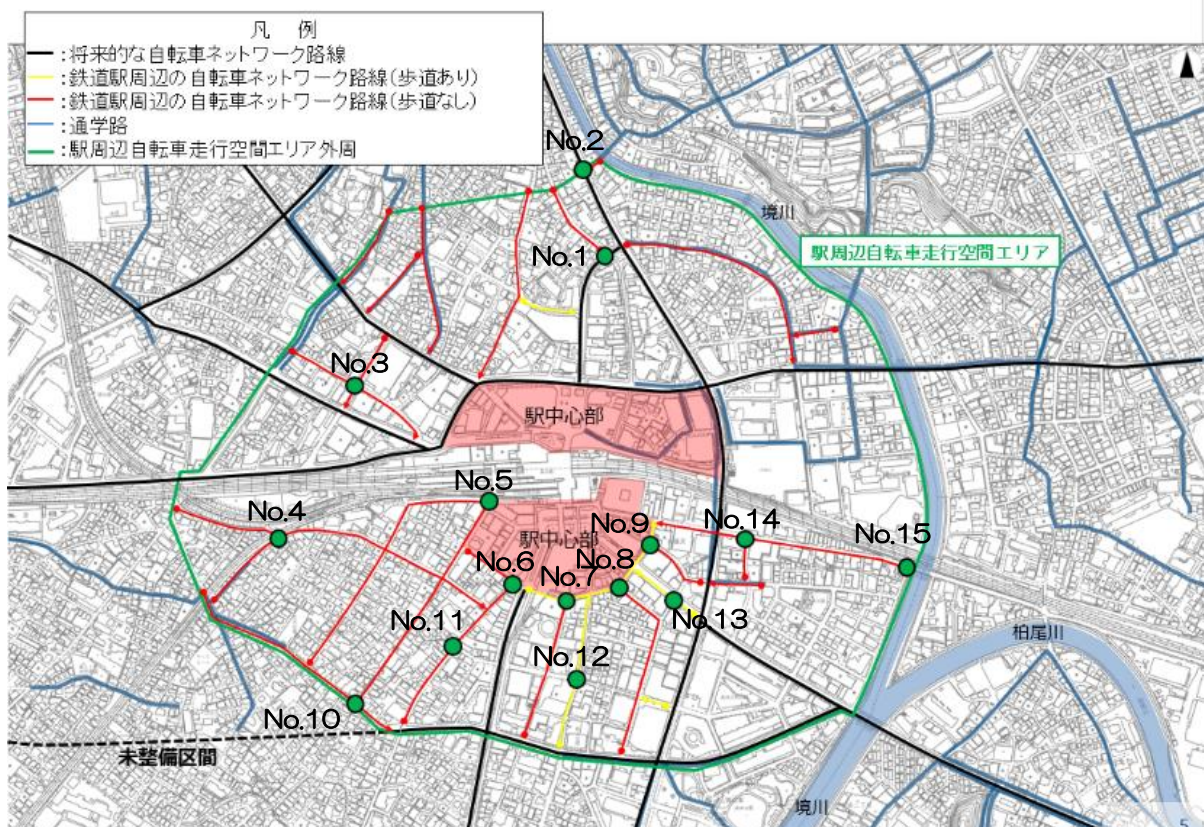 凡 例
:将来的な自転車ネットワーク路線
:鉄道駅周辺の自転車ネットワーク路線(歩道あり)
:鉄道駅周辺の自転車ネットワーク路線(歩道なし)
:通学路
:駅周辺自転車走行空間エリア外周
No.2
境川
No.1
駅周辺自転車走行空間エリア
No.3
駅中心部
No.5
No.4
No.9
No.14
No.15
駅中心部
No.6
No.8
No.7
No.13
No.11
柏尾川
No.12
No.10
未整備区間
境川
5